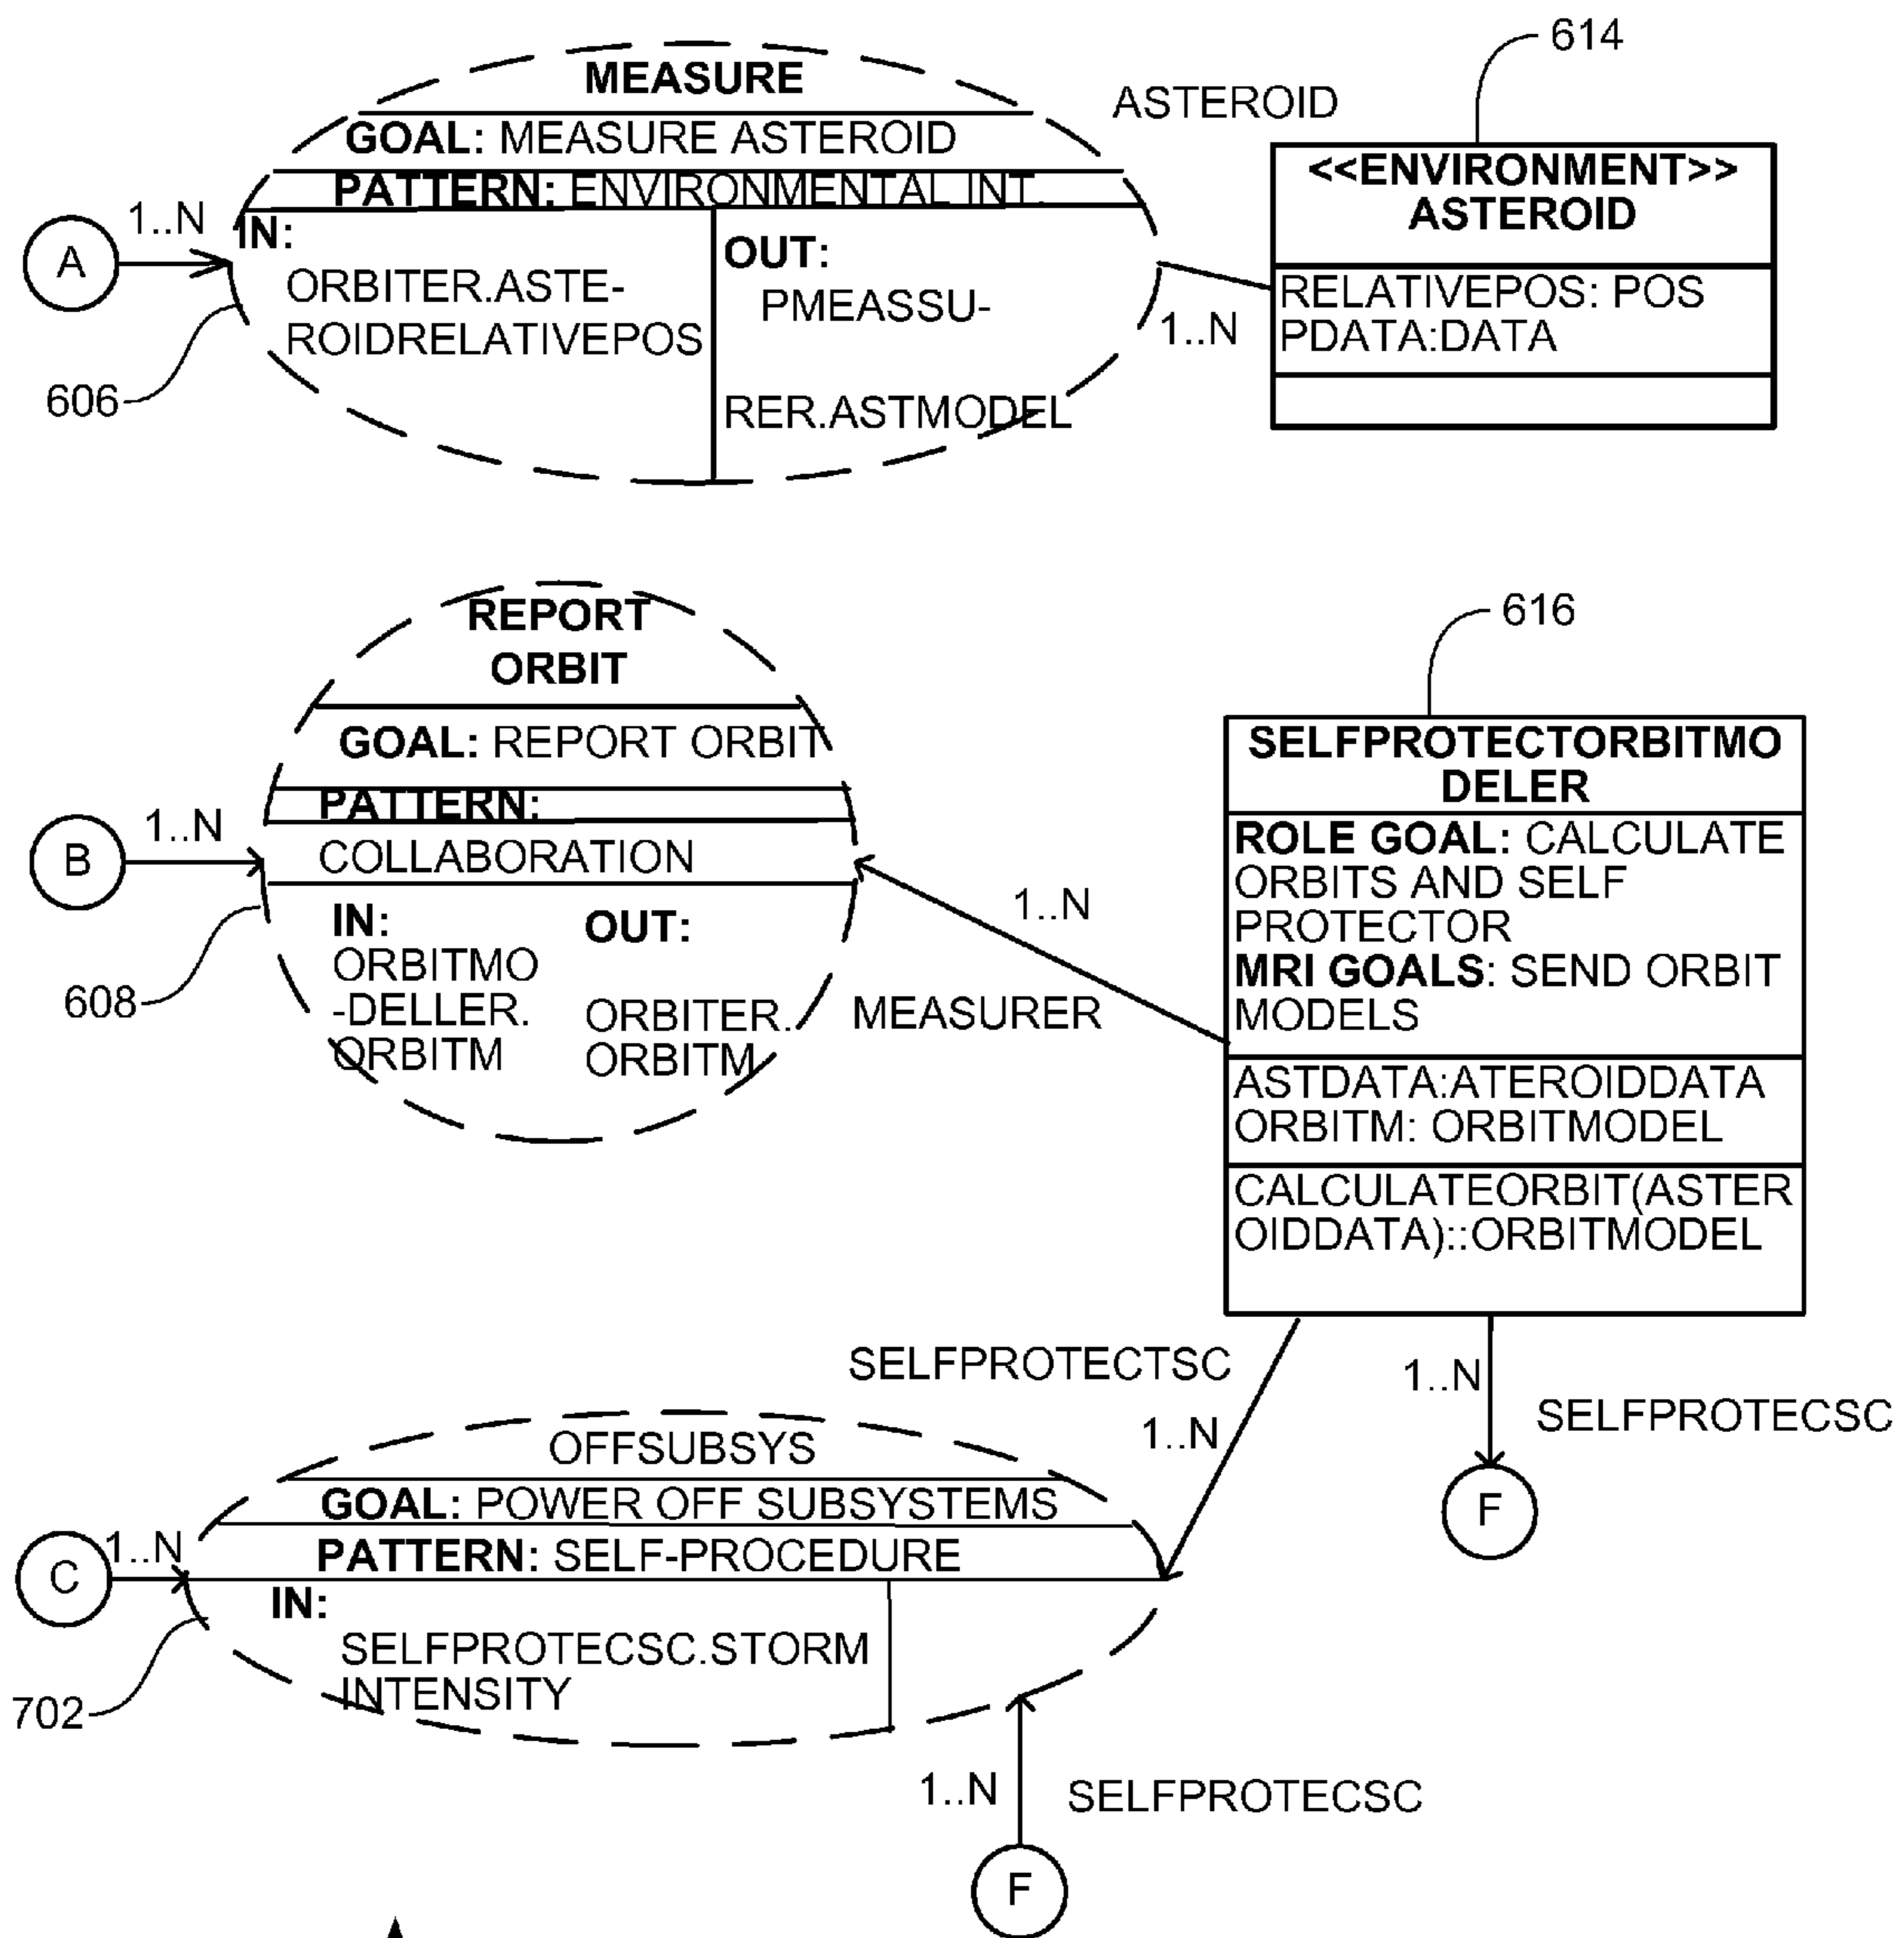 614
ASTEROID
MEASURE
GOAL: MEASURE ASTEROID
PATTERN: ENVIRONMENTAL INT.
IN:
ORBITER.ASTE-
ROIDRELATIVEPOS
OUT:
PMEASSU-
RER.ASTMODEL
A
1..N
606
1..N
<<ENVIRONMENT>>
ASTEROID
RELATIVEPOS: POS
PDATA:DATA
REPORT
ORBIT
GOAL: REPORT ORBIT
PATTERN:
COLLABORATION
IN:
ORBITMO
-DELLER.
ORBITM
OUT:
ORBITER.
ORBITM
B
1..N
608
1..N
MEASURER
616
SELFPROTECTORBITMO
DELER
ROLE GOAL: CALCULATE
ORBITS AND SELF
PROTECTOR
MRI GOALS: SEND ORBIT
MODELS
ASTDATA:ATEROIDDATA
ORBITM: ORBITMODEL
CALCULATEORBIT(ASTER
OIDDATA)::ORBITMODEL
SELFPROTECTSC
1..N
1..N
SELFPROTECSC
F
OFFSUBSYS
GOAL: POWER OFF SUBSYSTEMS
PATTERN: SELF-PROCEDURE
IN:
SELFPROTECSC.STORM
INTENSITY
C
1..N
702
1..N
SELFPROTECSC
F